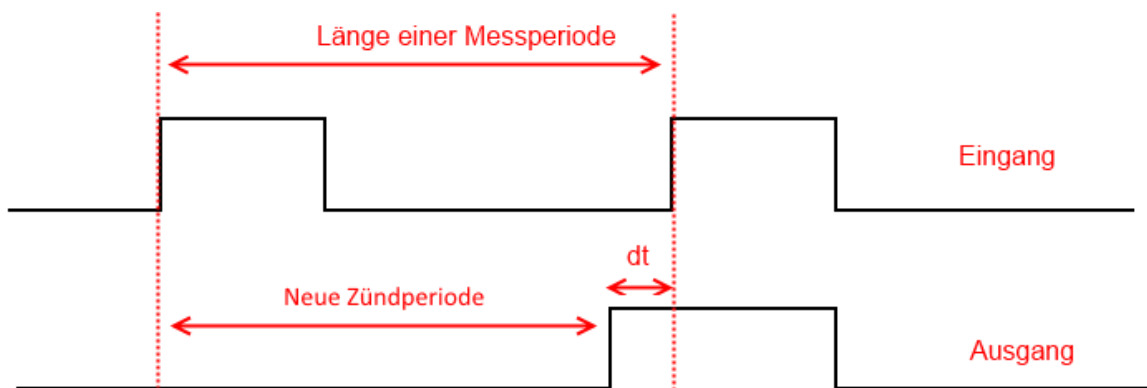 Länge einer Messperiode
Eingang
dt
Neue Zündperiode
Ausgang